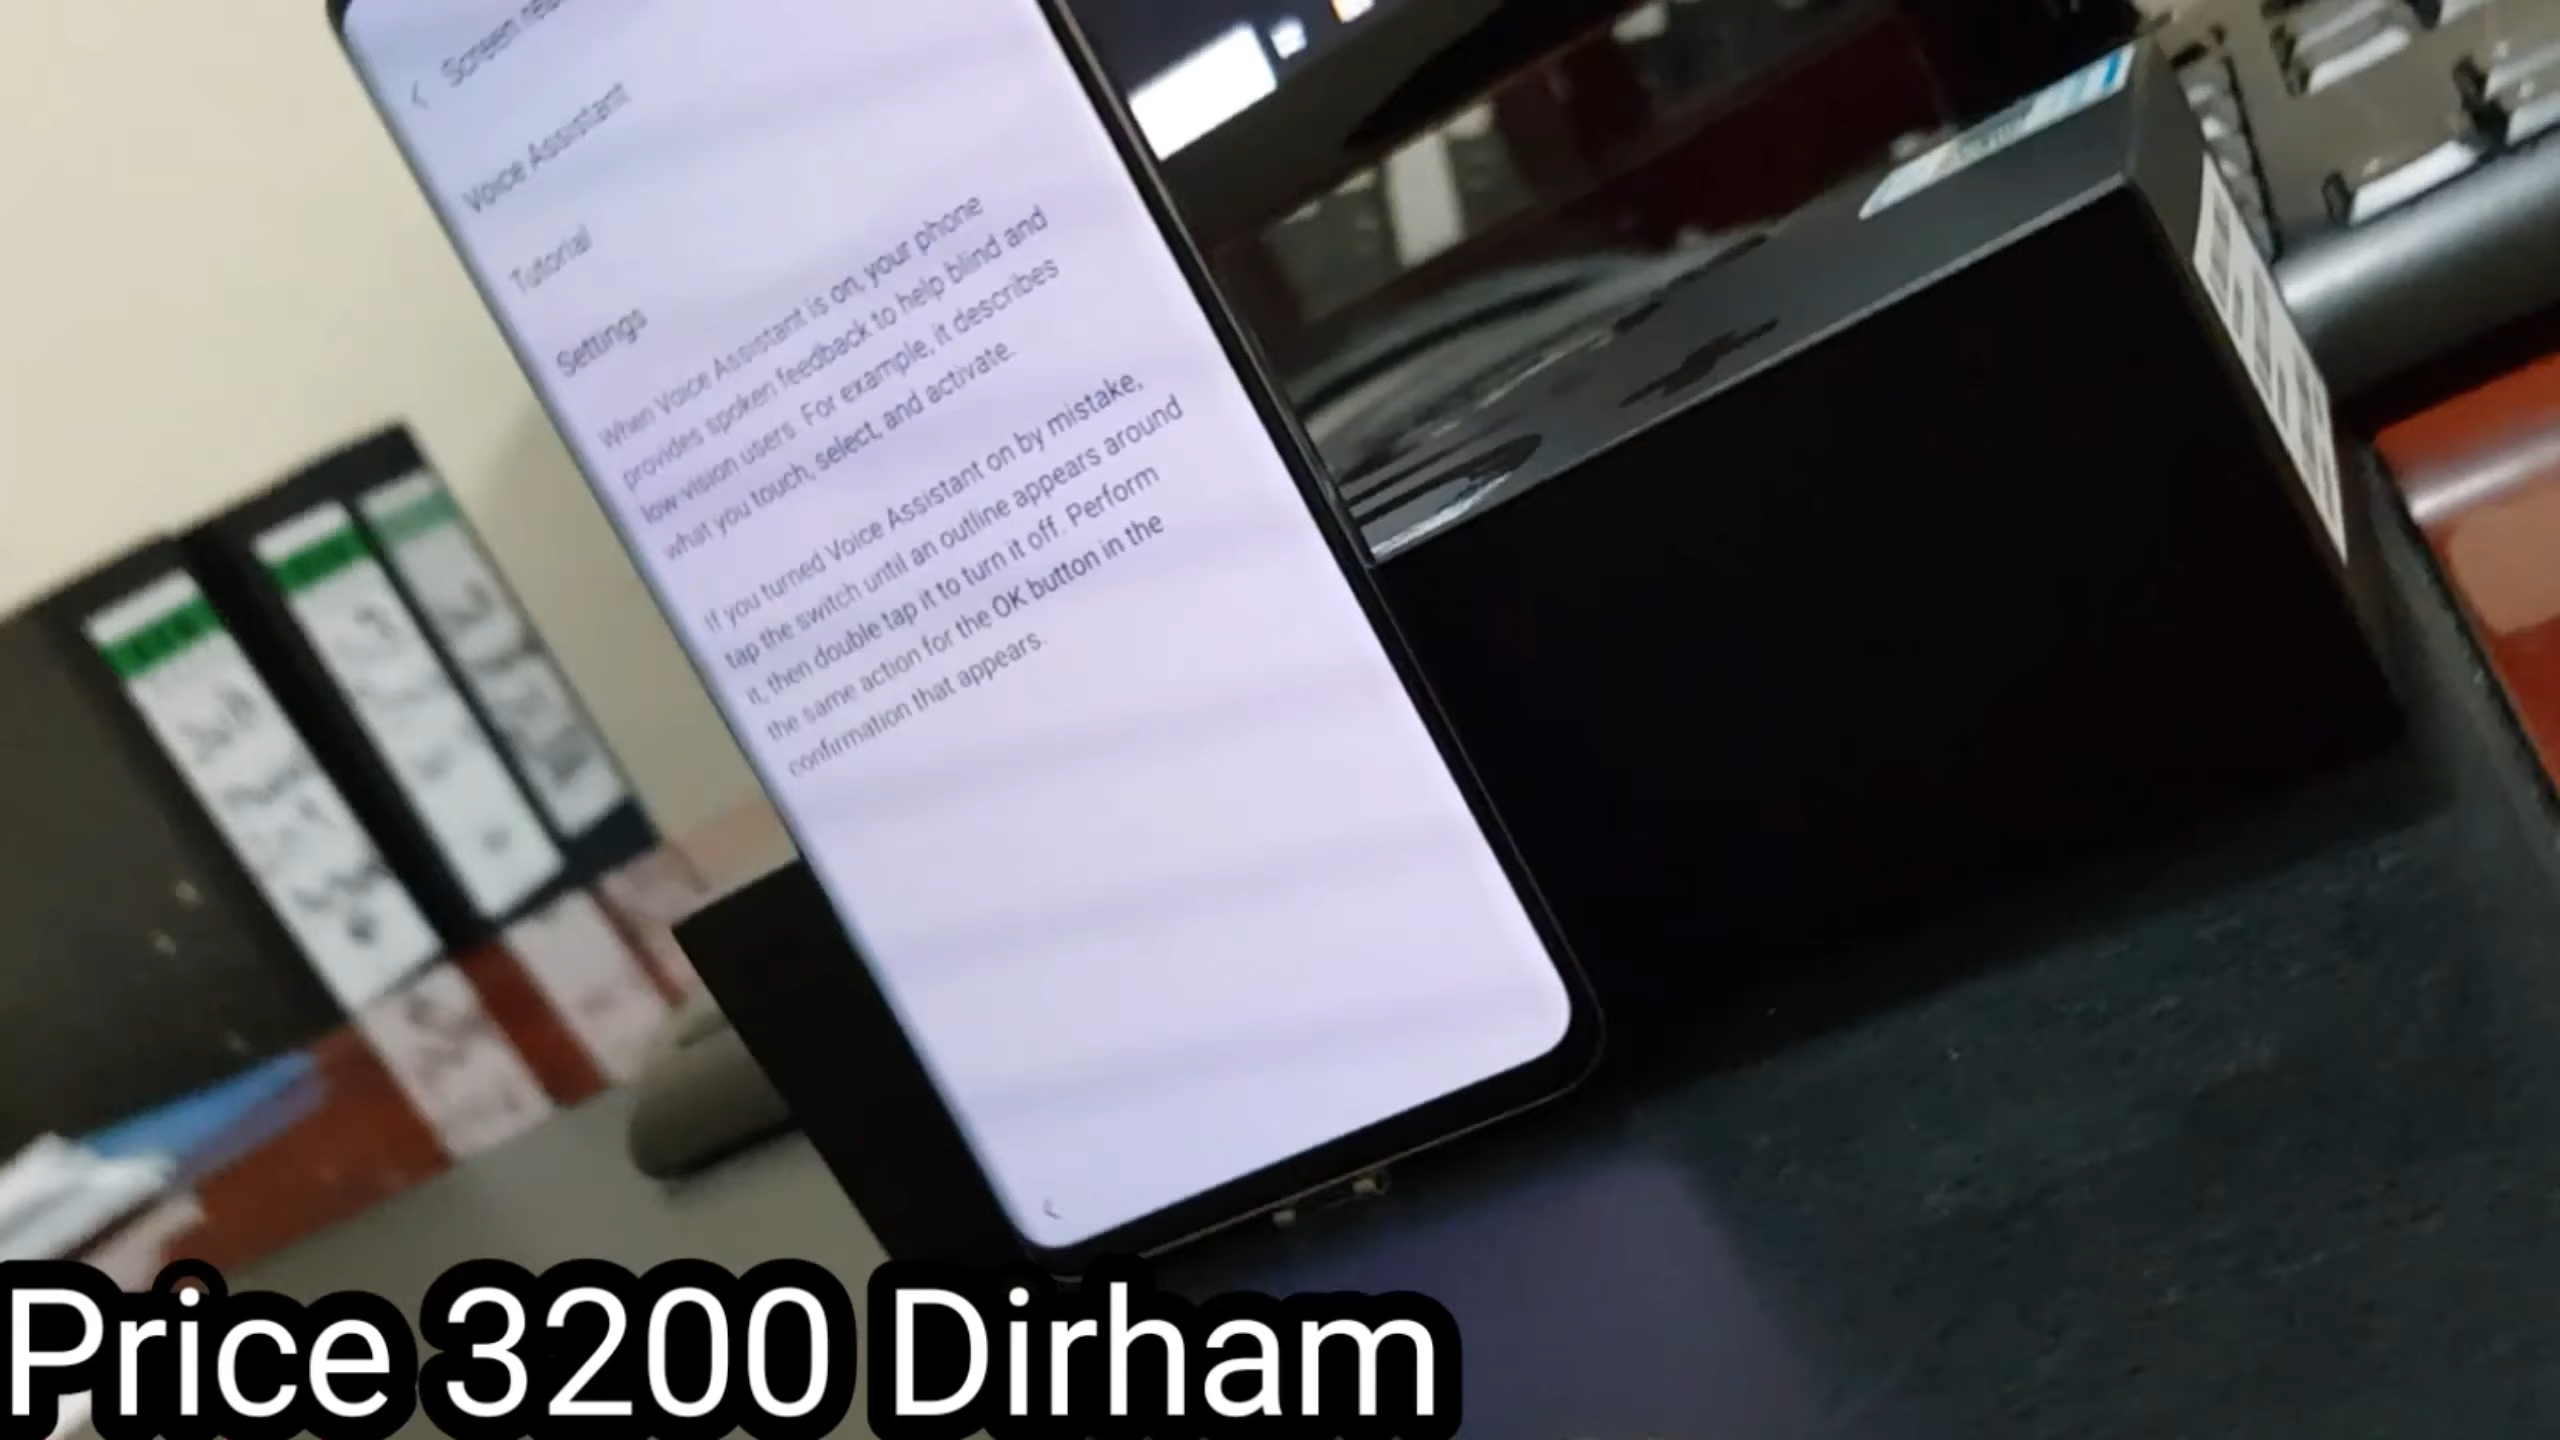 Screen
Voice Assistant
Tutorial
Settings
When Voice Assistant is on, your phone
provides spoken feedback to help blind and
low vision users. For example, it describes
what you touch, select, and activate.
If you turned Voice Assistant on by mistake,
tap the switch until an outline appears around
it, then double tap it to turn it off. Perform
the same action for the OK button in the
confirmation that appears.
Price 3200 Dirham